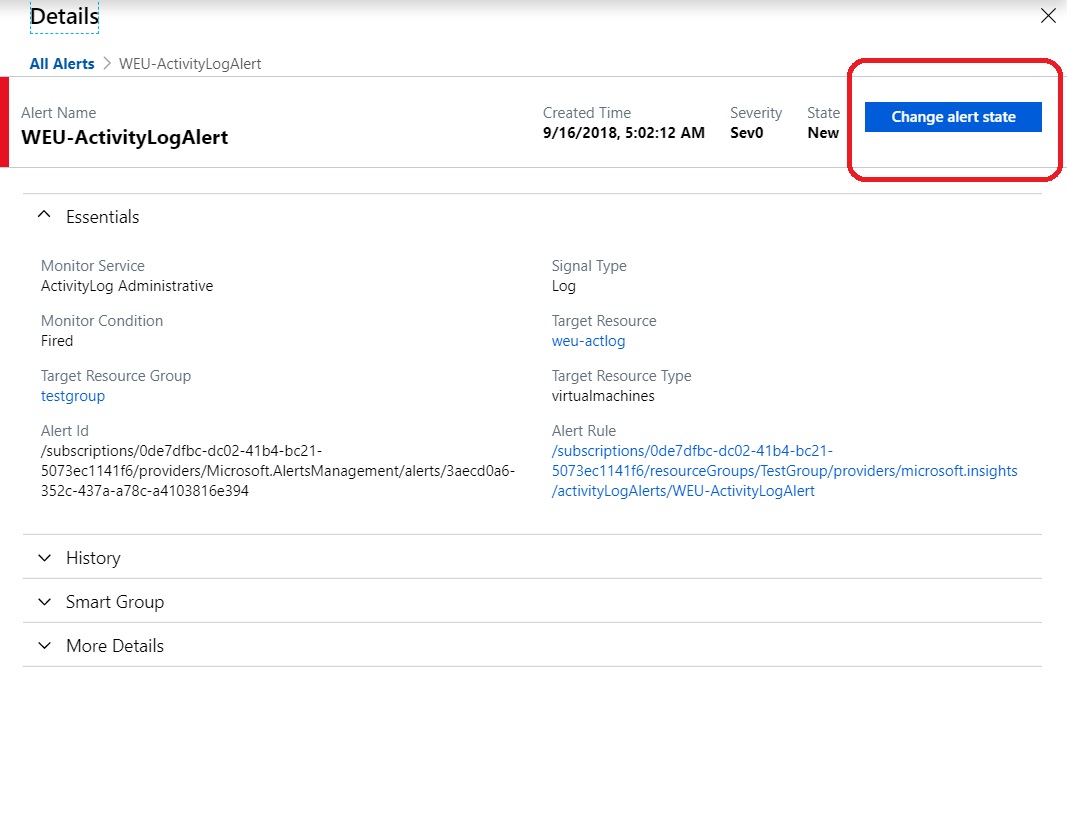 Details
All Alerts > WEU-ActivityLogAlert
Alert Name
WEU-ActivityLogAlert
Created Time
9/16/2018, 5:02:12 AM
Severity
Sev0
State
New
Change alert state
Essentials
Monitor Service
ActivityLog Administrative
Signal Type
Log
Monitor Condition
Fired
Target Resource
weu-actlog
Target Resource Group
testgroup
Target Resource Type
virtualmachines
Alert Id
/subscriptions/0de7dfbc-dc02-41b4-bc21-
5073ec1141f6/providers/Microsoft.AlertsManagement/alerts/3aecd0a6-
352c-437a-a78c-a4103816e394
Alert Rule
/subscriptions/0de7dfbc-dc02-41b4-bc21-
5073ec1141f6/resourceGroups/TestGroup/providers/microsoft.insights
/activityLogAlerts/WEU-ActivityLogAlert
History
Smart Group
More Details